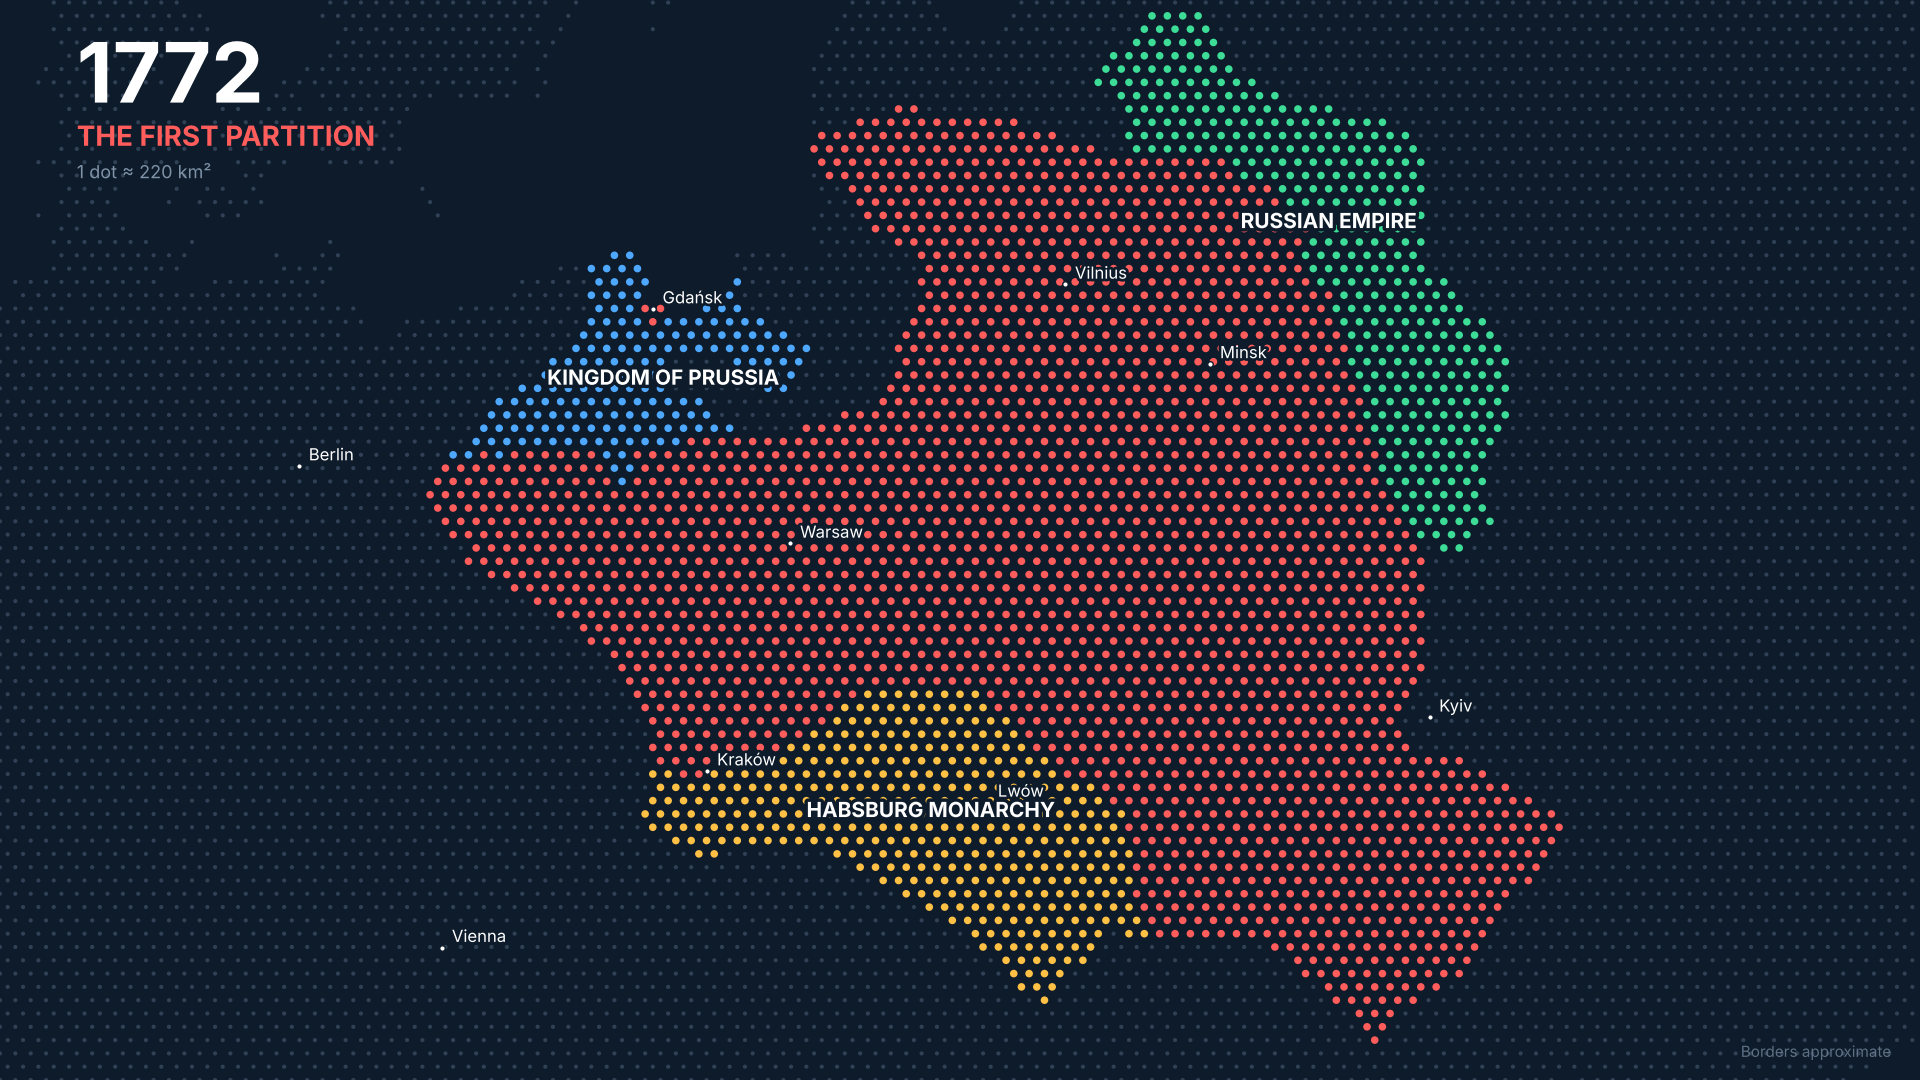 1772
THE FIRST PARTITION
1 dot ≈ 220 km²
RUSSIAN EMPIRE
Vilnius
Gdańsk
Minsk
KINGDOM OF PRUSSIA
Berlin
Warsaw
Kyiv
Kraków
Lwów
HABSBURG MONARCHY
Vienna
Borders approximate